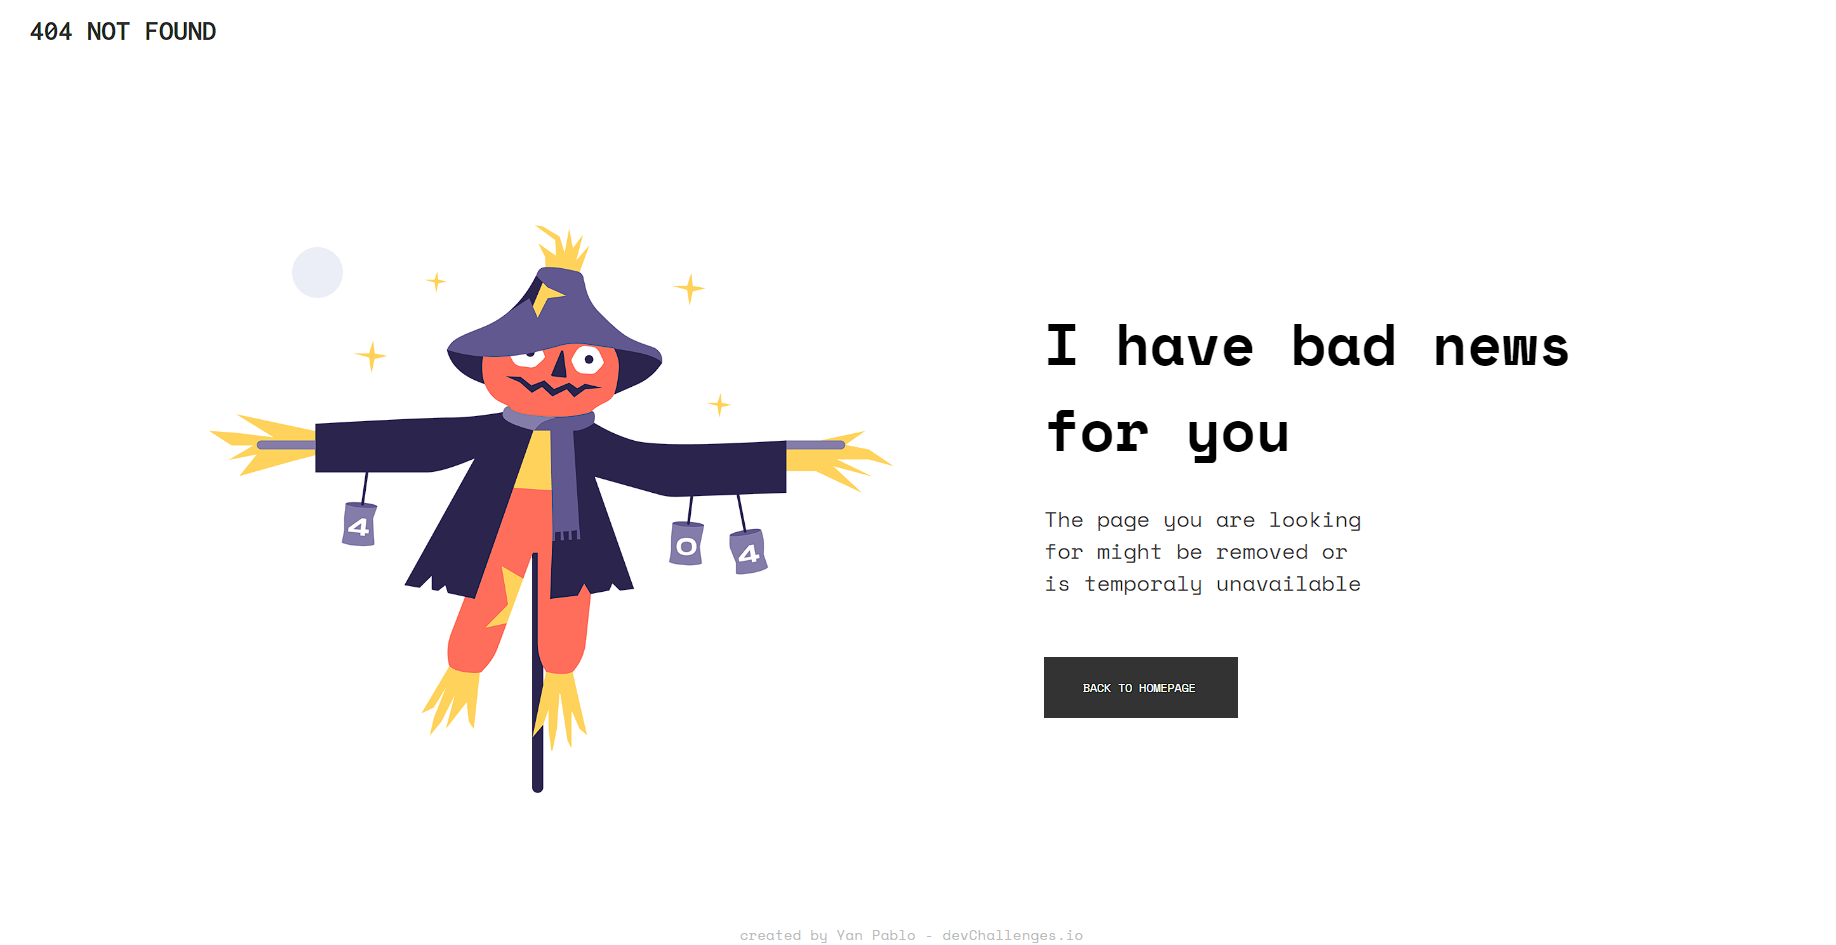 404 NOT FOUND
4
0
4
I have bad news
for you
The page you are looking
for might be removed or
is temporaly unavailable
BACK TO HOMEPAGE
created by Yan Pablo - devChallenges.io